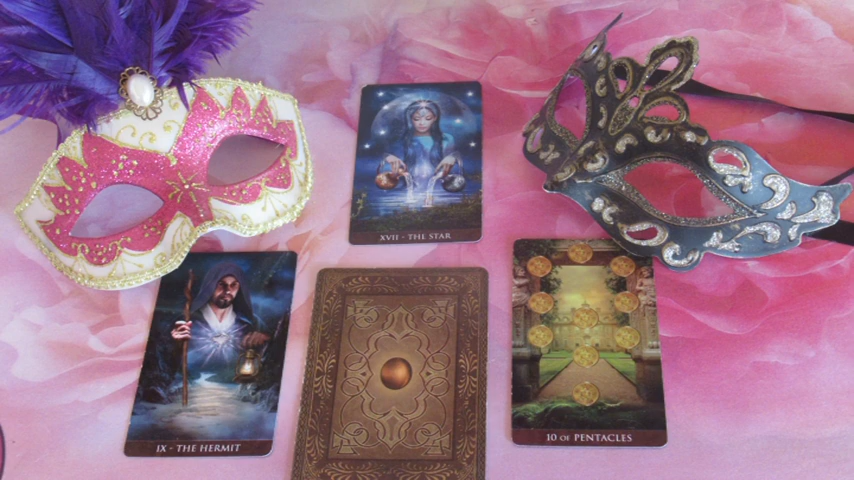 XVII - THE STAR
IX - THE HERMIT
10 OF PENTACLES